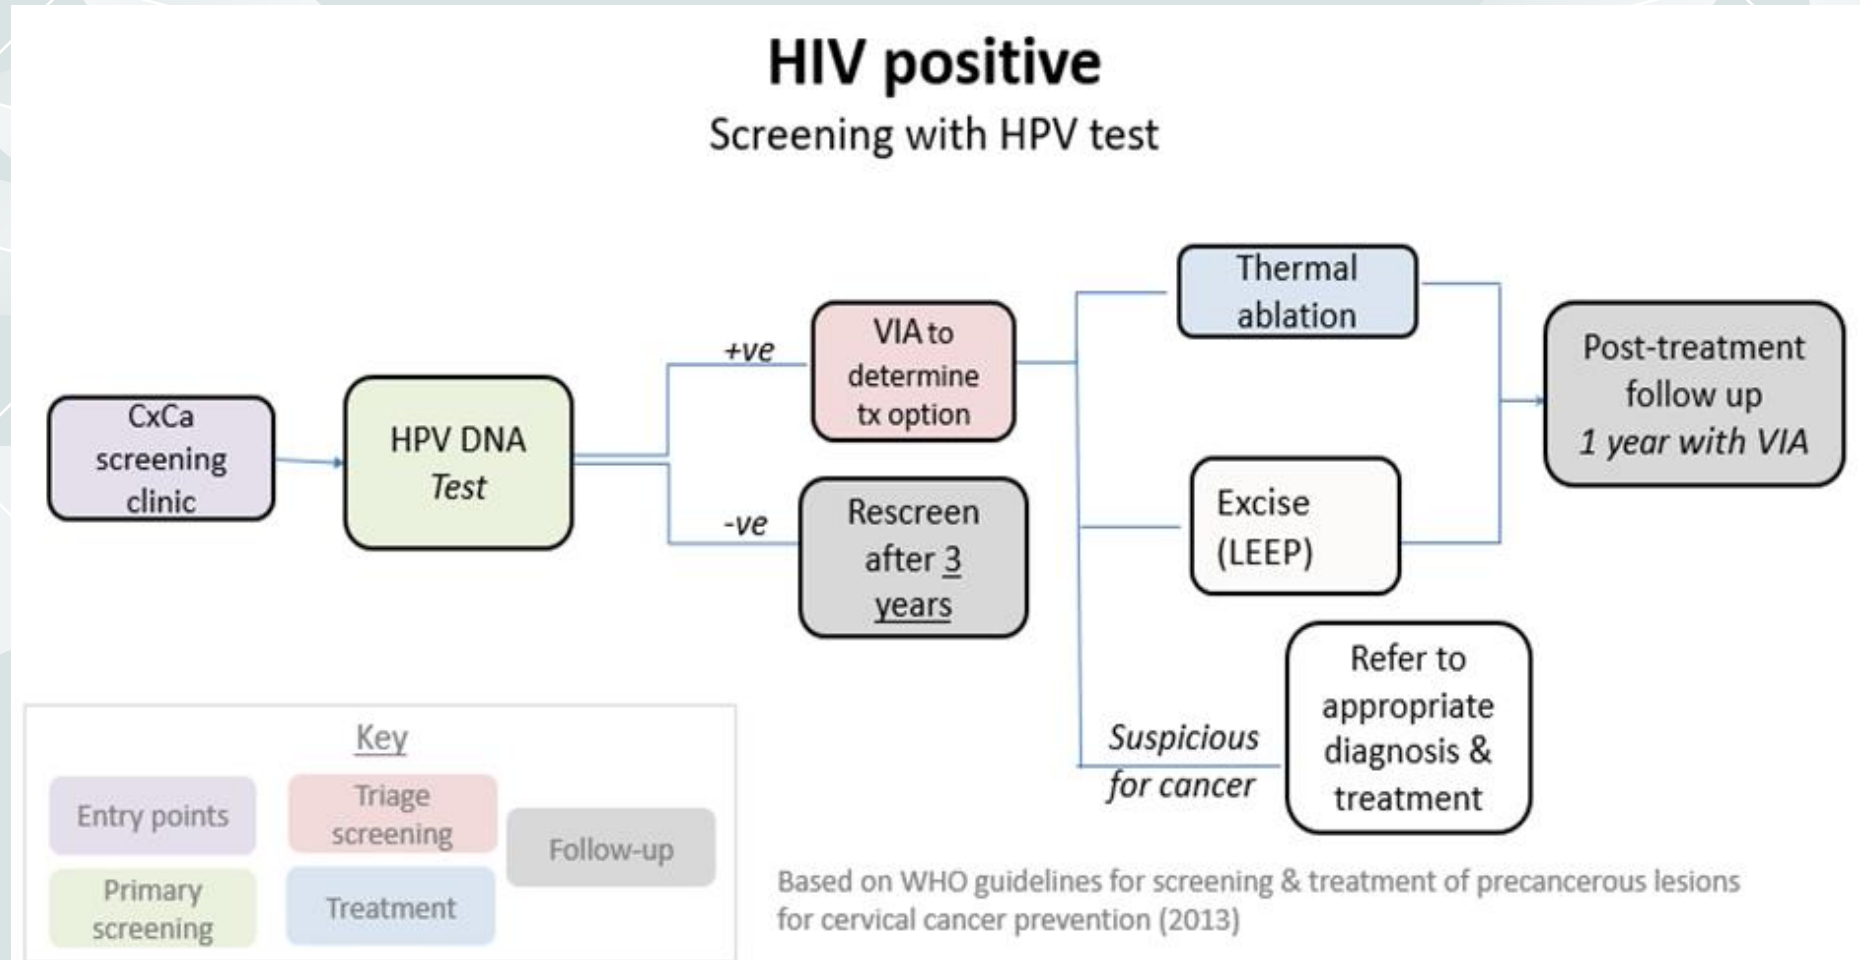 HIV positive
Screening with HPV test
CxCa
screening
clinic
HPV DNA
Test
+ve
-ve
VIA to
determine
tx option
Rescreen
after 3
years
Thermal
ablation
Excise
(LEEP)
Suspicious
for cancer
Refer to
appropriate
diagnosis &
treatment
Post-treatment
follow up
1 year with VIA
Key
Entry points
Triage
screening
Follow-up
Primary
screening
Treatment
Based on WHO guidelines for screening & treatment of precancerous lesions
for cervical cancer prevention (2013)